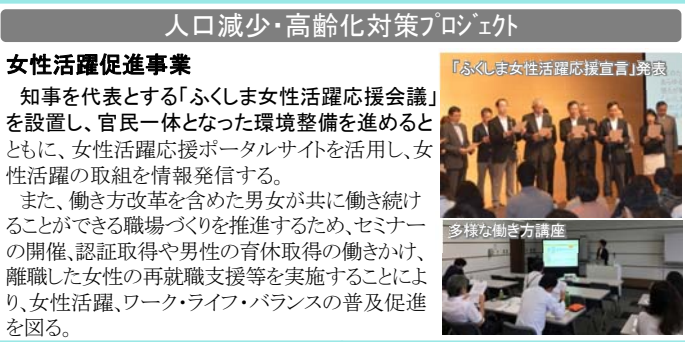 人口減少・高齢化対策プロジェクト
女性活躍促進事業
　知事を代表とする「ふくしま女性活躍応援会議」
を設置し、官民一体となった環境整備を進めると
ともに、女性活躍応援ポータルサイトを活用し、女
性活躍の取組を情報発信する。
　また、働き方改革を含めた男女が共に働き続け
ることができる職場づくりを推進するため、セミナー
の開催、認証取得や男性の育休取得の働きかけ、
離職した女性の再就職支援等を実施することによ
り、女性活躍、ワーク・ライフ・バランスの普及促進
を図る。
「ふくしま女性活躍応援宣言」発表
多様な働き方講座